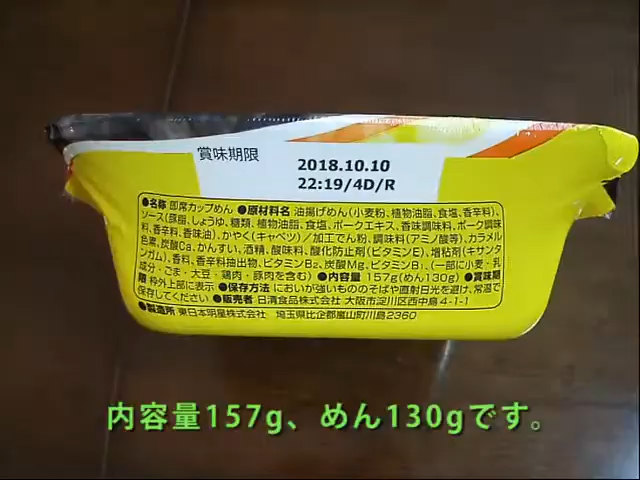 賞味期限
2018.10.10
22:19/4D/R
●名称 即席カップめん ●原材料名 油揚げめん(小麦粉、植物油脂、食塩、香辛料)、
ソース(豚脂、しょうゆ、糖類、植物油脂、食塩、ポークエキス、香味調味料、ポーク調味
料、香辛料、香味油)、かやく(キャベツ)/加工でん粉、調味料(アミノ酸等)、カラメル
色素、炭酸Ca、かんすい、酒精、酸味料、酸化防止剤(ビタミンE)、増粘剤(キサンタ
ンガム)、香料、香辛料抽出物、ビタミンB₂、炭酸Mg、ビタミンB₁、(一部に小麦・乳
成分・ごま・大豆・鶏肉・豚肉を含む) ●内容量 157g(めん130g) ●賞味期
限 枠外上部に表示 ●保存方法 においが強いもののそばや直射日光を避け、常温で
保存してください ●販売者 日清食品株式会社 大阪市淀川区西中島4-1-1
●製造所 東日本明星株式会社 埼玉県比企郡嵐山町川島2360
内容量157g、めん130gです。